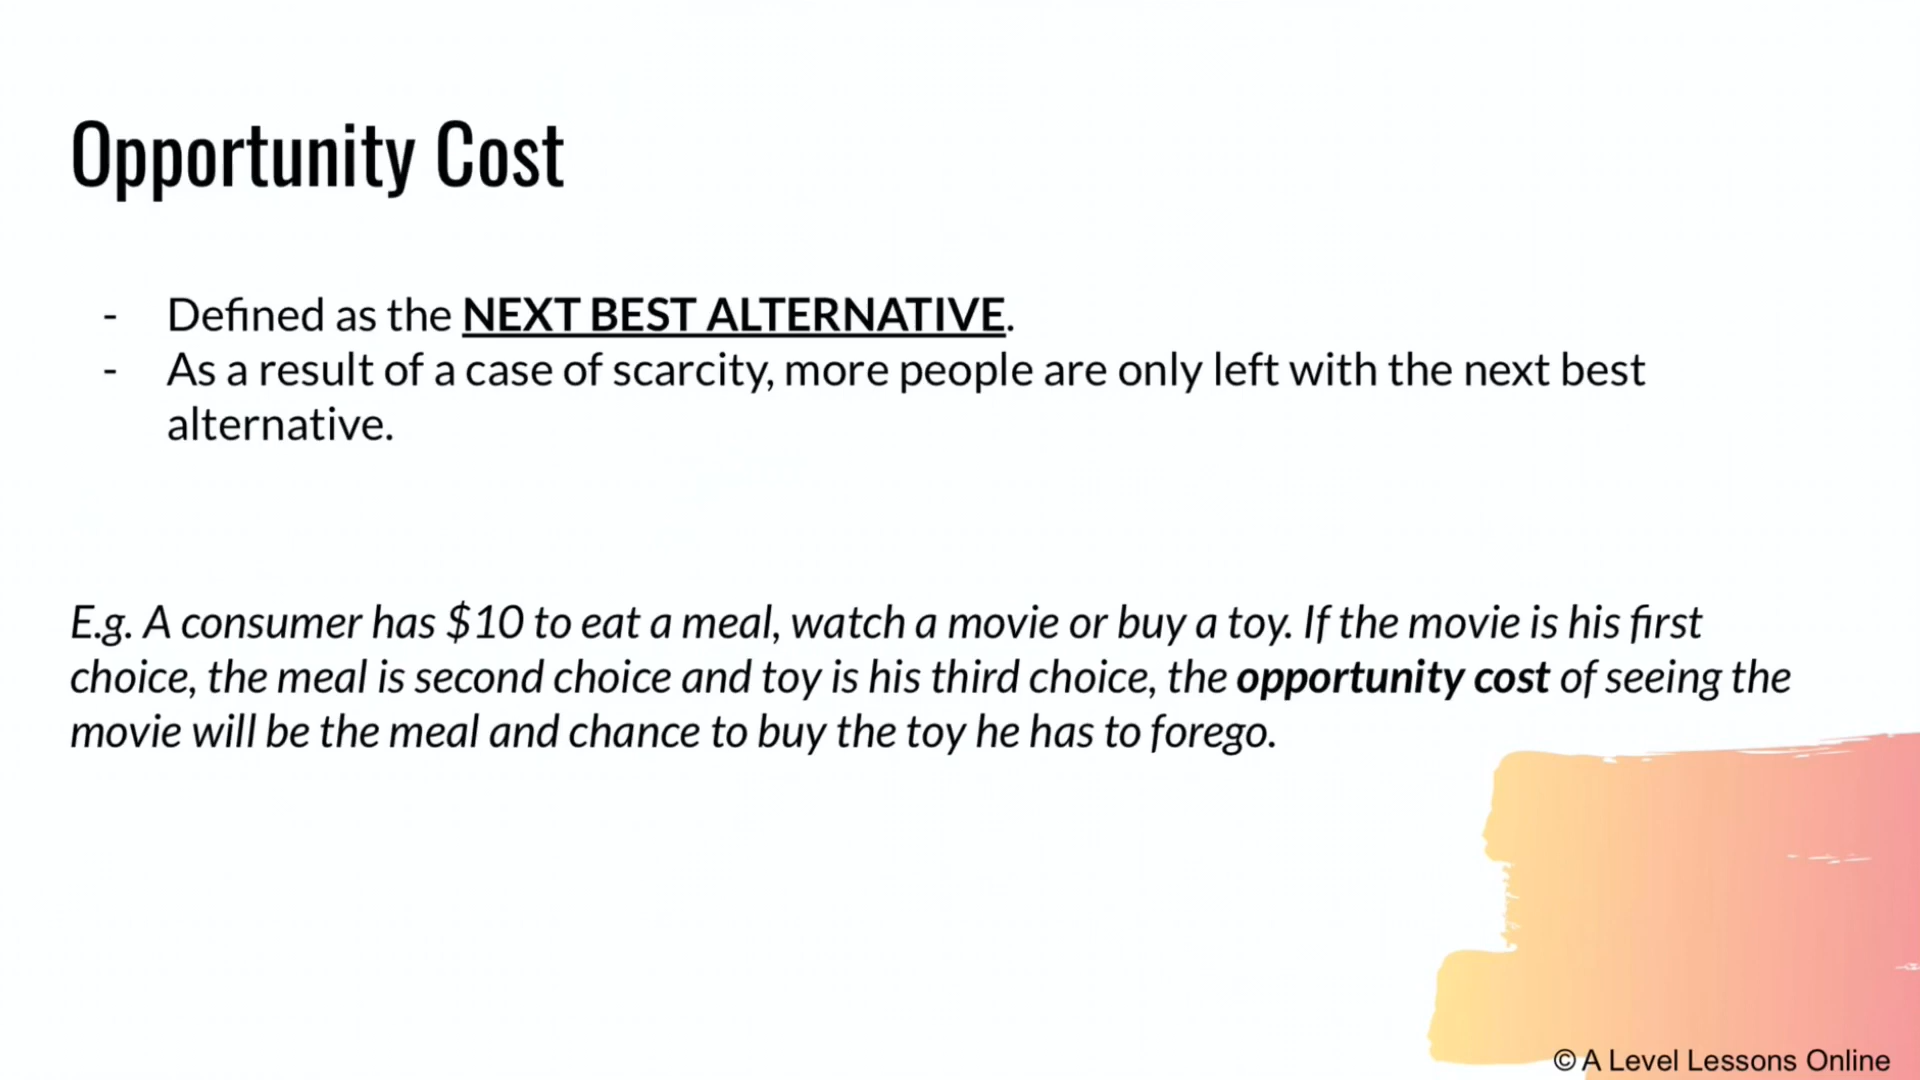 Opportunity Cost
- Defined as the NEXT BEST ALTERNATIVE.
- As a result of a case of scarcity, more people are only left with the next best
alternative.
E.g. A consumer has $10 to eat a meal, watch a movie or buy a toy. If the movie is his first
choice, the meal is second choice and toy is his third choice, the opportunity cost of seeing the
movie will be the meal and chance to buy the toy he has to forego.
© A Level Lessons Online